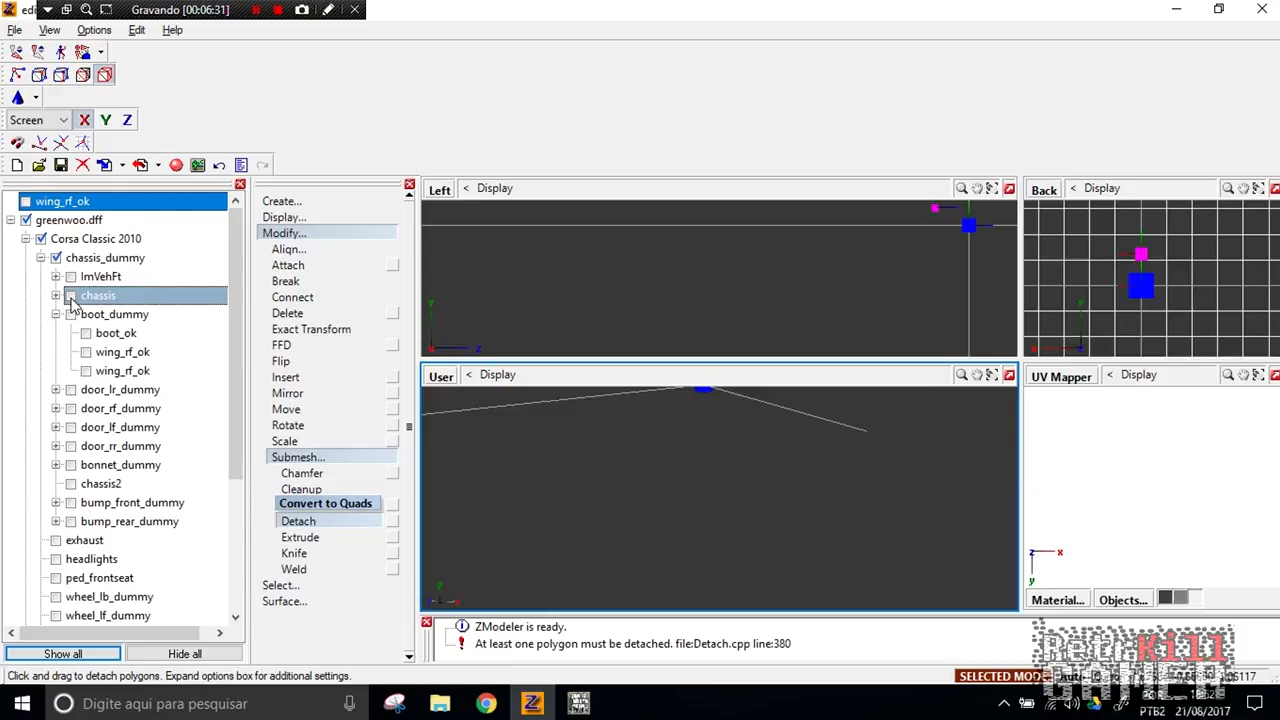 edi
Gravando [00:06:31]
File View Options Edit Help
Screen X Y Z
wing_rf_ok
greenwoo.dff
Corsa Classic 2010
chassis_dummy
ImVehFt
chassis
boot_dummy
boot_ok
wing_rf_ok
wing_rf_ok
door_lr_dummy
door_rf_dummy
door_lf_dummy
door_rr_dummy
bonnet_dummy
chassis2
bump_front_dummy
bump_rear_dummy
exhaust
headlights
ped_frontseat
wheel_lb_dummy
wheel_lf_dummy
Show all Hide all
Create...
Display...
Modify...
Align...
Attach
Break
Connect
Delete
Exact Transform
FFD
Flip
Insert
Mirror
Move
Rotate
Scale
Submesh...
Chamfer
Cleanup
Convert to Quads
Detach
Extrude
Knife
Weld
Select...
Surface...
Left < Display
y
x z
Back < Display
y
x
User < Display
UV Mapper < Display
z x
y
Material... Objects...
ZModeler is ready.
At least one polygon must be detached. file:Detach.cpp line:380
RetrKill
GAMER
Click and drag to detach polygons. Expand options box for additional settings.
SELECTED MODE
Auto
Digite aqui para pesquisar
PTB2 21/08/2017